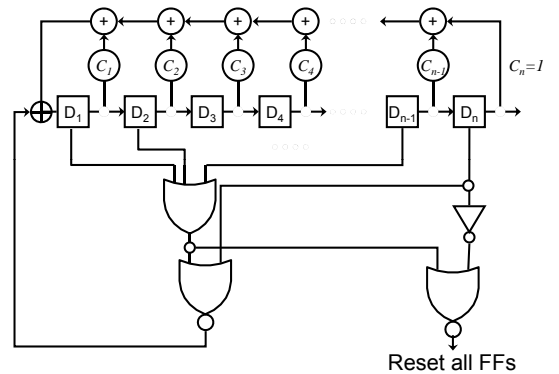 + + + + +
C1 C2 C3 C4 Cn-1 Cn=1
D1 D2 D3 D4 Dn-1 Dn
Reset all FFs